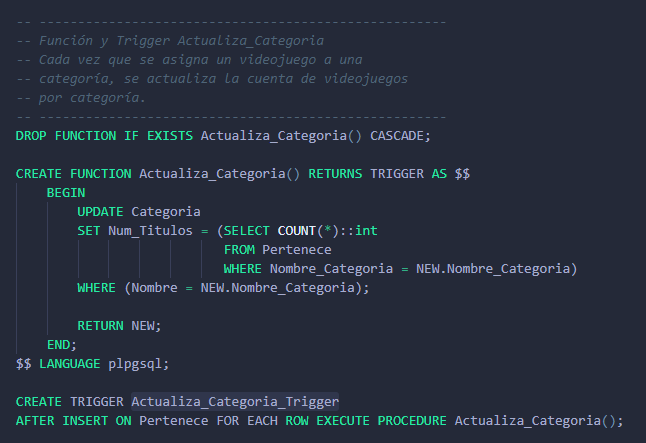 -- -----------------------------------------------------
-- Función y Trigger Actualiza_Categoria
-- Cada vez que se asigna un videojuego a una
-- categoría, se actualiza la cuenta de videojuegos
-- por categoría.
-- -----------------------------------------------------
DROP FUNCTION IF EXISTS Actualiza_Categoria() CASCADE;

CREATE FUNCTION Actualiza_Categoria() RETURNS TRIGGER AS $$
    BEGIN
        UPDATE Categoria
        SET Num_Titulos = (SELECT COUNT(*)::int
                           FROM Pertenece
                           WHERE Nombre_Categoria = NEW.Nombre_Categoria)
        WHERE (Nombre = NEW.Nombre_Categoria);

        RETURN NEW;
    END;
$$ LANGUAGE plpgsql;

CREATE TRIGGER Actualiza_Categoria_Trigger
AFTER INSERT ON Pertenece FOR EACH ROW EXECUTE PROCEDURE Actualiza_Categoria();